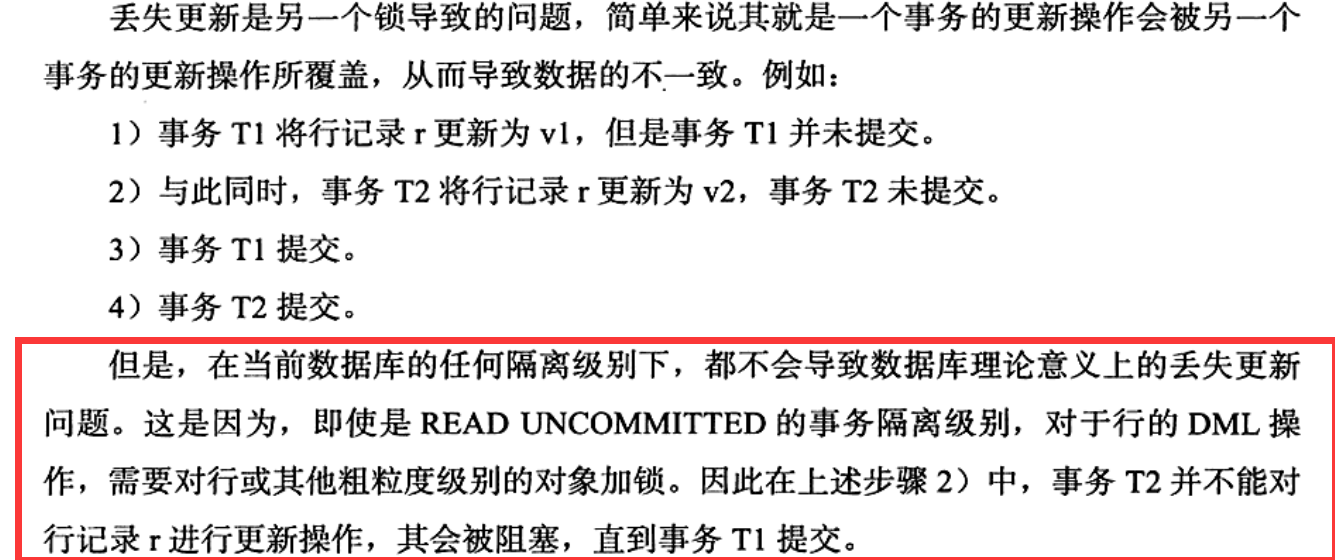 丢失更新是另一个锁导致的问题，简单来说其就是一个事务的更新操作会被另一个
事务的更新操作所覆盖，从而导致数据的不一致。例如：
1）事务 T1 将行记录 r 更新为 v1，但是事务 T1 并未提交。
2）与此同时，事务 T2 将行记录 r 更新为 v2，事务 T2 未提交。
3）事务 T1 提交。
4）事务 T2 提交。
但是，在当前数据库的任何隔离级别下，都不会导致数据库理论意义上的丢失更新
问题。这是因为，即使是 READ UNCOMMITTED 的事务隔离级别，对于行的 DML 操
作，需要对行或其他粗粒度级别的对象加锁。因此在上述步骤 2）中，事务 T2 并不能对
行记录 r 进行更新操作，其会被阻塞，直到事务 T1 提交。